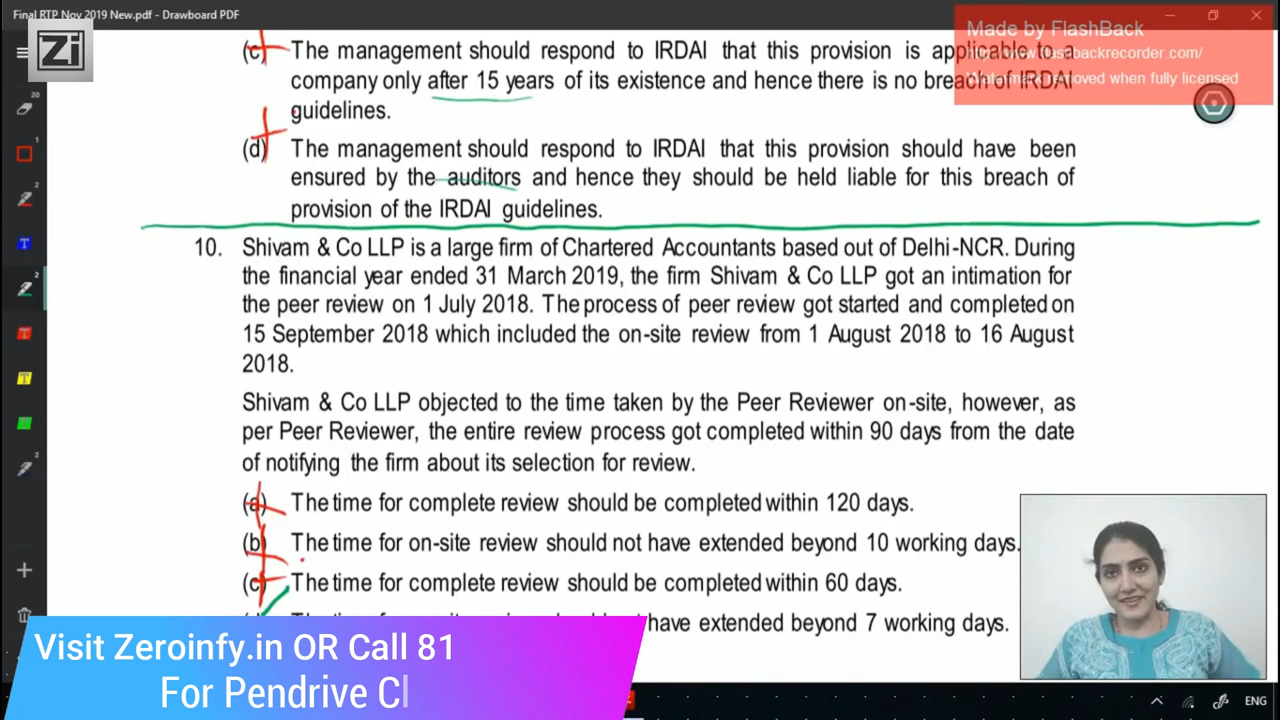 Final RTP Nov 2019 New.pdf - Drawboard PDF
Made by FlashBack
http://www.flashbackrecorder.com/
Watermark removed when fully licensed
Zi
(c) The management should respond to IRDAI that this provision is applicable to a
company only after 15 years of its existence and hence there is no breach of IRDAI
guidelines.
(d) The management should respond to IRDAI that this provision should have been
ensured by the auditors and hence they should be held liable for this breach of
provision of the IRDAI guidelines.
10. Shivam & Co LLP is a large firm of Chartered Accountants based out of Delhi-NCR. During
the financial year ended 31 March 2019, the firm Shivam & Co LLP got an intimation for
the peer review on 1 July 2018. The process of peer review got started and completed on
15 September 2018 which included the on-site review from 1 August 2018 to 16 August
2018.
Shivam & Co LLP objected to the time taken by the Peer Reviewer on-site, however, as
per Peer Reviewer, the entire review process got completed within 90 days from the date
of notifying the firm about its selection for review.
(a) The time for complete review should be completed within 120 days.
(b) The time for on-site review should not have extended beyond 10 working days.
(c) The time for complete review should be completed within 60 days.
have extended beyond 7 working days.
Visit Zeroinfy.in OR Call 81
For Pendrive Cl
ENG